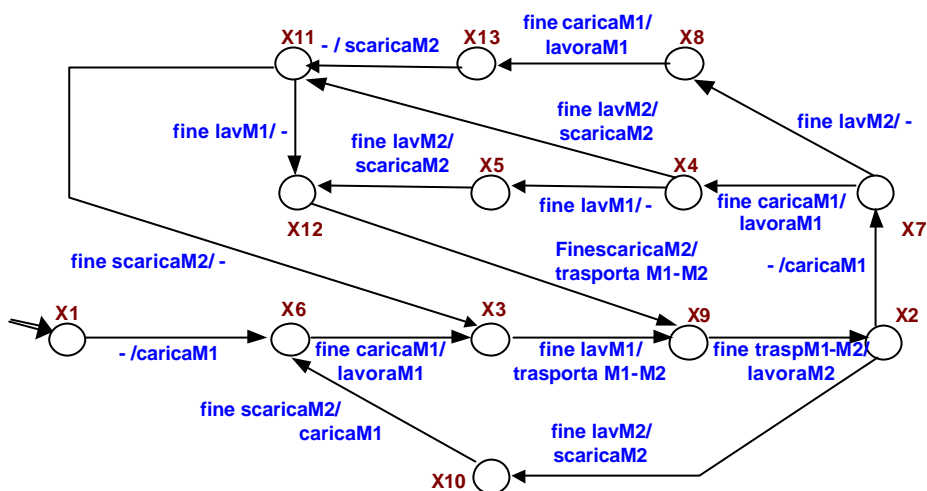 X11
- / scaricaM2
X13
fine caricaM1/
lavoraM1
X8
fine lavM1/ -
fine lavM2/
scaricaM2
fine lavM2/
scaricaM2
fine lavM2/ -
X12
X5
fine lavM1/ -
X4
fine caricaM1/
lavoraM1
X7
fine scaricaM2/ -
FinescaricaM2/
trasporta M1-M2
- /caricaM1
X1
- /caricaM1
X6
fine caricaM1/
lavoraM1
X3
fine lavM1/
trasporta M1-M2
X9
fine traspM1-M2/
lavoraM2
X2
fine scaricaM2/
caricaM1
fine lavM2/
scaricaM2
X10